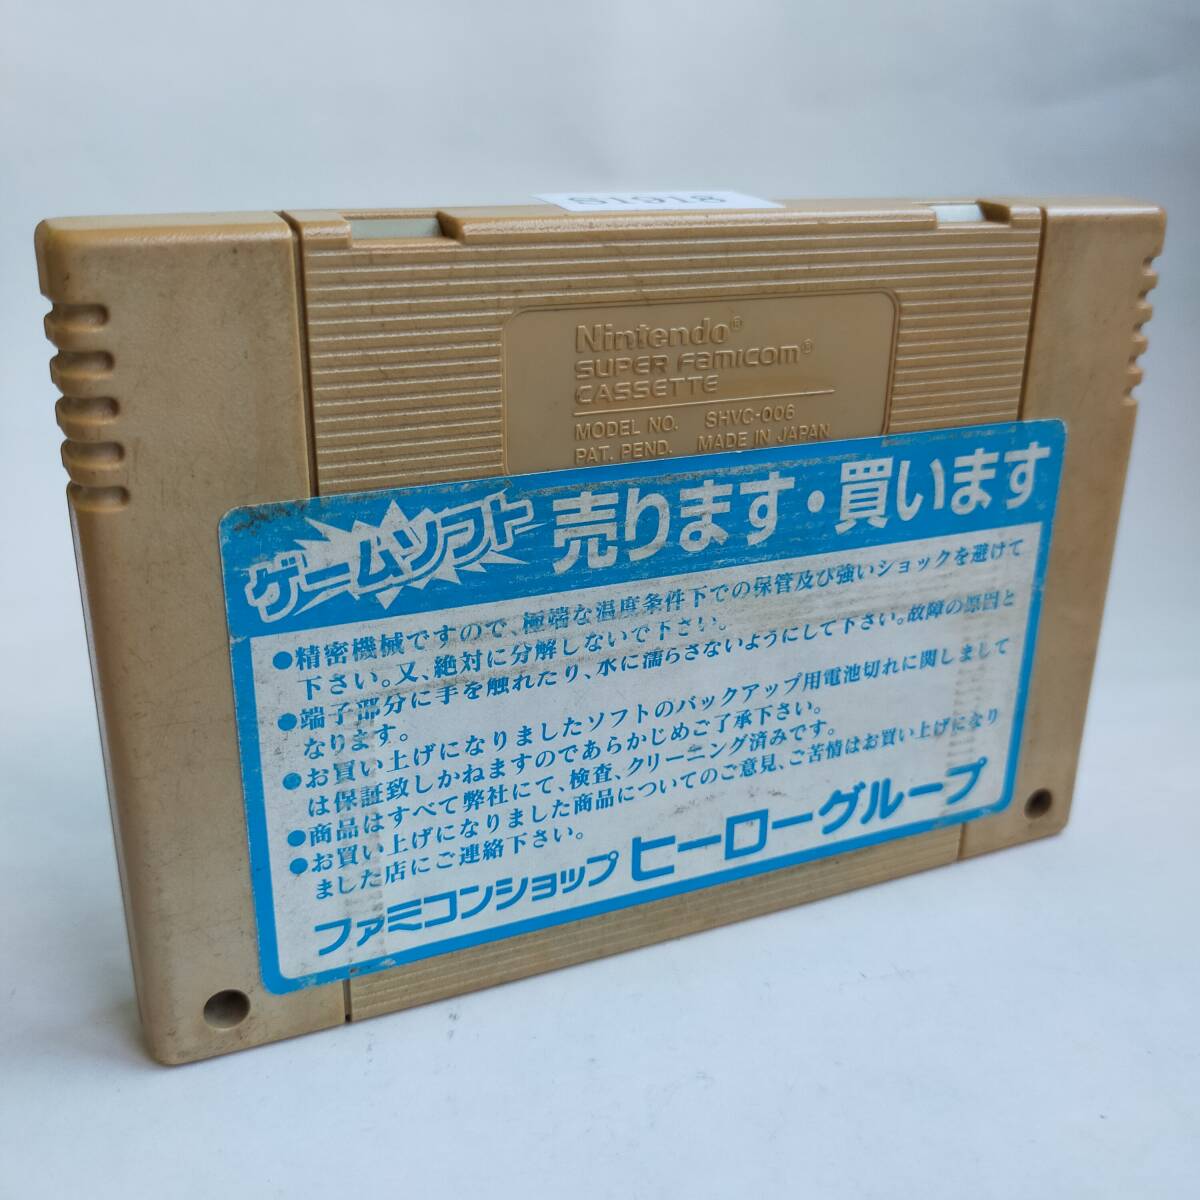 S1918
Nintendo®
SUPER Famicom®
CASSETTE
MODEL NO. SHVC-006
PAT. PEND. MADE IN JAPAN
ゲームソフト 売ります・買います
●精密機械ですので、極端な温度条件下での保管及び強いショックを避けて
下さい。又、絶対に分解しないで下さい。
●端子部分に手を触れたり、水に濡らさないようにして下さい。故障の原因と
なります。
●お買い上げになりましたソフトのバックアップ用電池切れに関しまして
は保証致しかねますのであらかじめご了承下さい。
●商品はすべて弊社にて、検査、クリーニング済みです。
●お買い上げになりました商品についてのご意見、ご苦情はお買い上げになり
ました店にご連絡下さい。
ファミコンショップ ヒーローグループ